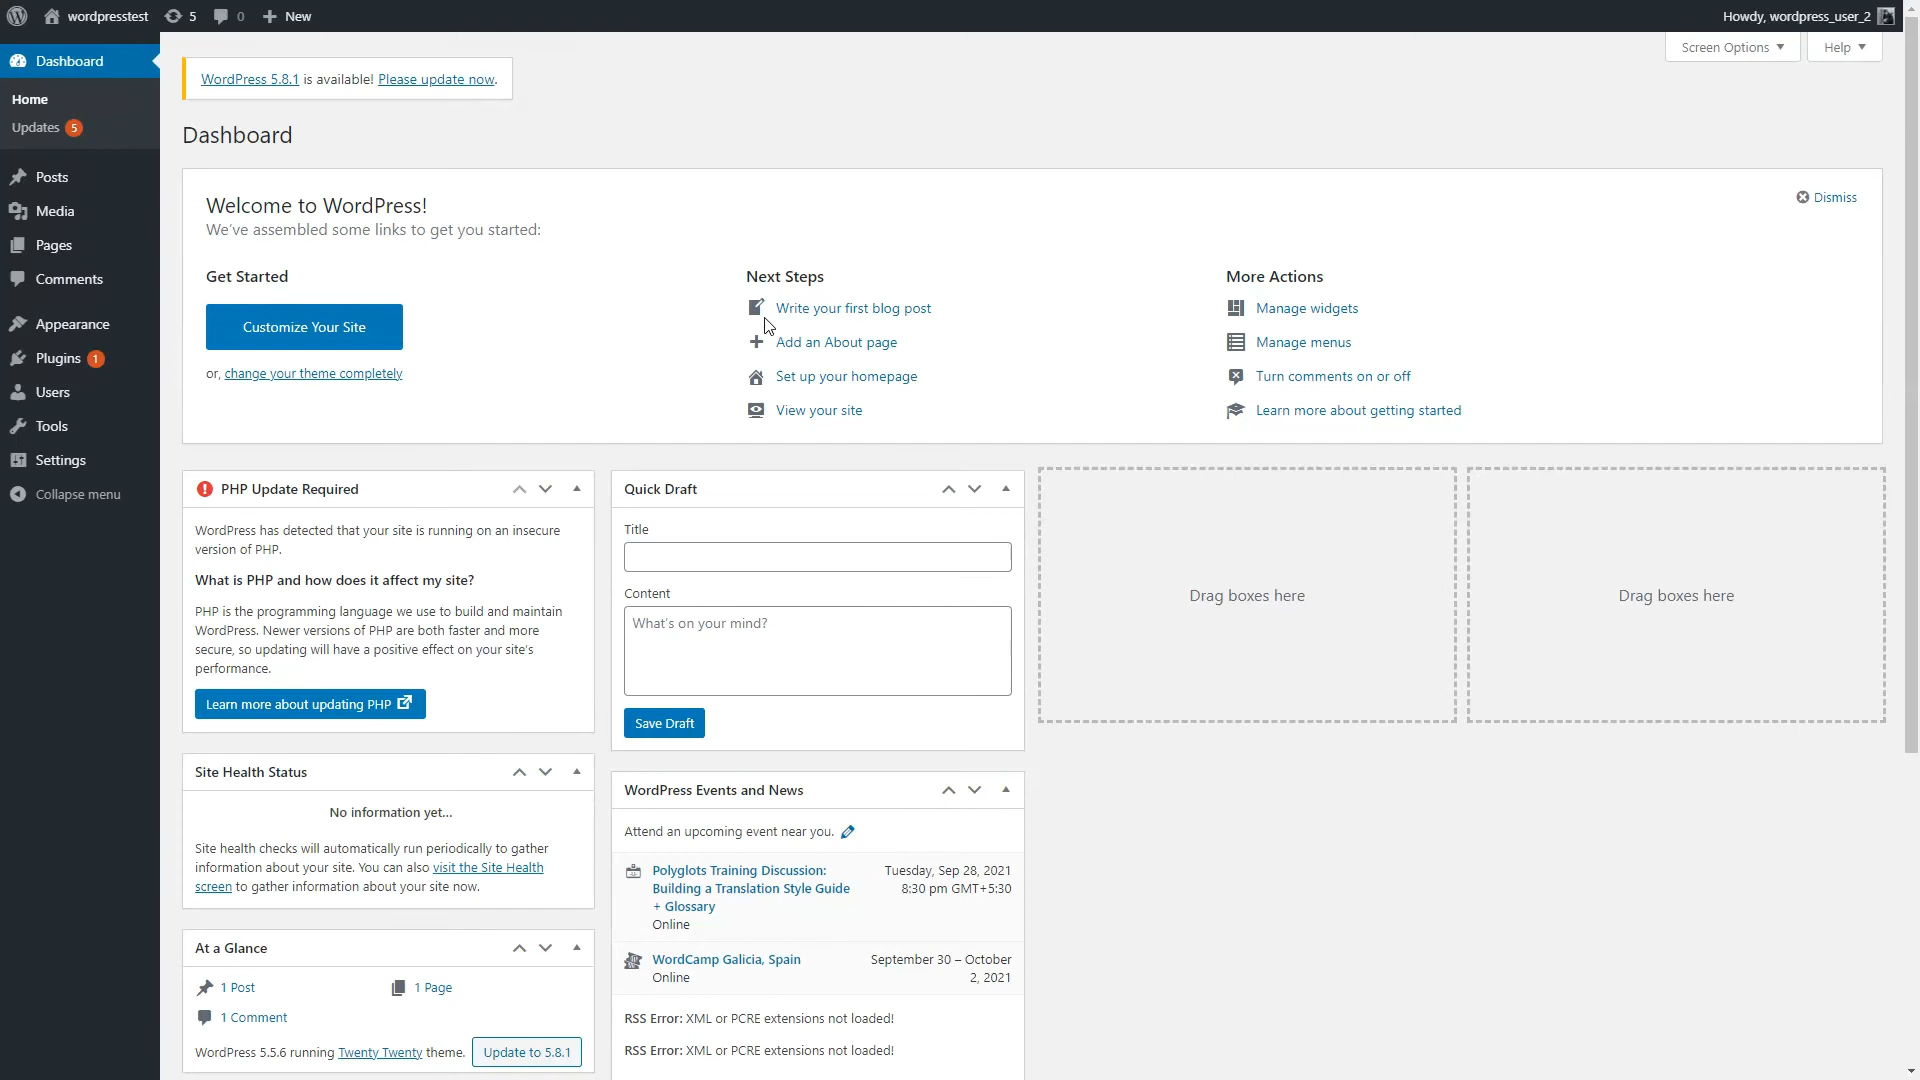 wordpresstest 5 0 New
Howdy, wordpress_user_2
Screen Options Help
Dashboard
Home
Updates 5
Posts
Media
Pages
Comments
Appearance
Plugins 1
Users
Tools
Settings
Collapse menu
WordPress 5.8.1 is available! Please update now.
Dashboard
Welcome to WordPress!
We've assembled some links to get you started:
Dismiss
Get Started
Customize Your Site
or, change your theme completely
Next Steps
Write your first blog post
Add an About page
Set up your homepage
View your site
More Actions
Manage widgets
Manage menus
Turn comments on or off
Learn more about getting started
PHP Update Required
WordPress has detected that your site is running on an insecure
version of PHP.
What is PHP and how does it affect my site?
PHP is the programming language we use to build and maintain
WordPress. Newer versions of PHP are both faster and more
secure, so updating will have a positive effect on your site's
performance.
Learn more about updating PHP
Site Health Status
No information yet...
Site health checks will automatically run periodically to gather
information about your site. You can also visit the Site Health
screen to gather information about your site now.
At a Glance
1 Post
1 Page
1 Comment
WordPress 5.5.6 running Twenty Twenty theme.
Update to 5.8.1
Quick Draft
Title
Content
What's on your mind?
Save Draft
WordPress Events and News
Attend an upcoming event near you.
Polyglots Training Discussion:
Building a Translation Style Guide
+ Glossary
Online
Tuesday, Sep 28, 2021
8:30 pm GMT+5:30
WordCamp Galicia, Spain
Online
September 30 – October
2, 2021
RSS Error: XML or PCRE extensions not loaded!
RSS Error: XML or PCRE extensions not loaded!
Drag boxes here
Drag boxes here